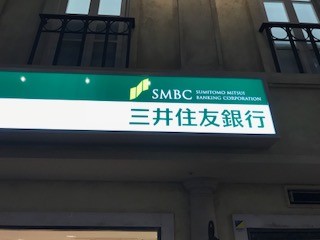 SMBC SUMITOMO MITSUI
BANKING CORPORATION
三井住友銀行